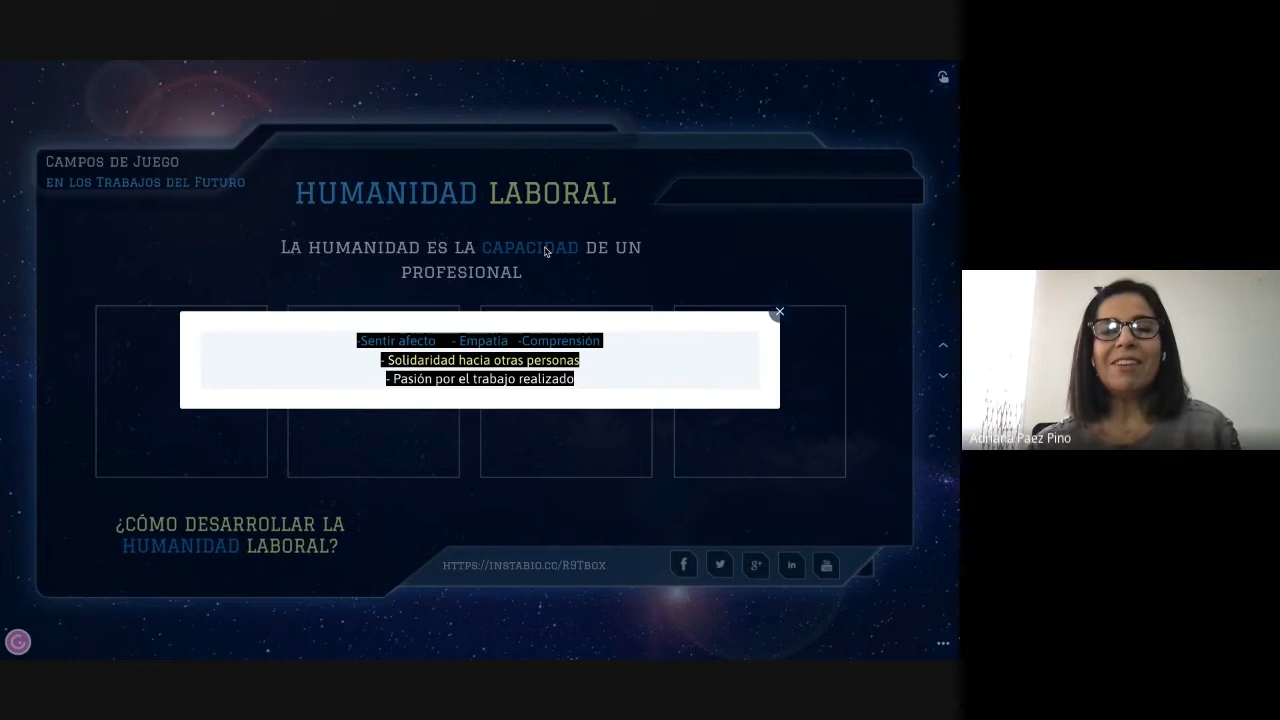 CAMPOS DE JUEGO
EN LOS TRABAJOS DEL FUTURO
HUMANIDAD LABORAL
LA HUMANIDAD ES LA CAPACIDAD DE UN
PROFESIONAL
-Sentir afecto - Empatía -Comprensión
- Solidaridad hacia otras personas
- Pasión por el trabajo realizado
¿CÓMO DESARROLLAR LA
HUMANIDAD LABORAL?
HTTPS://INSTABIO.CC/R9TBOX
Adriana Paez Pino